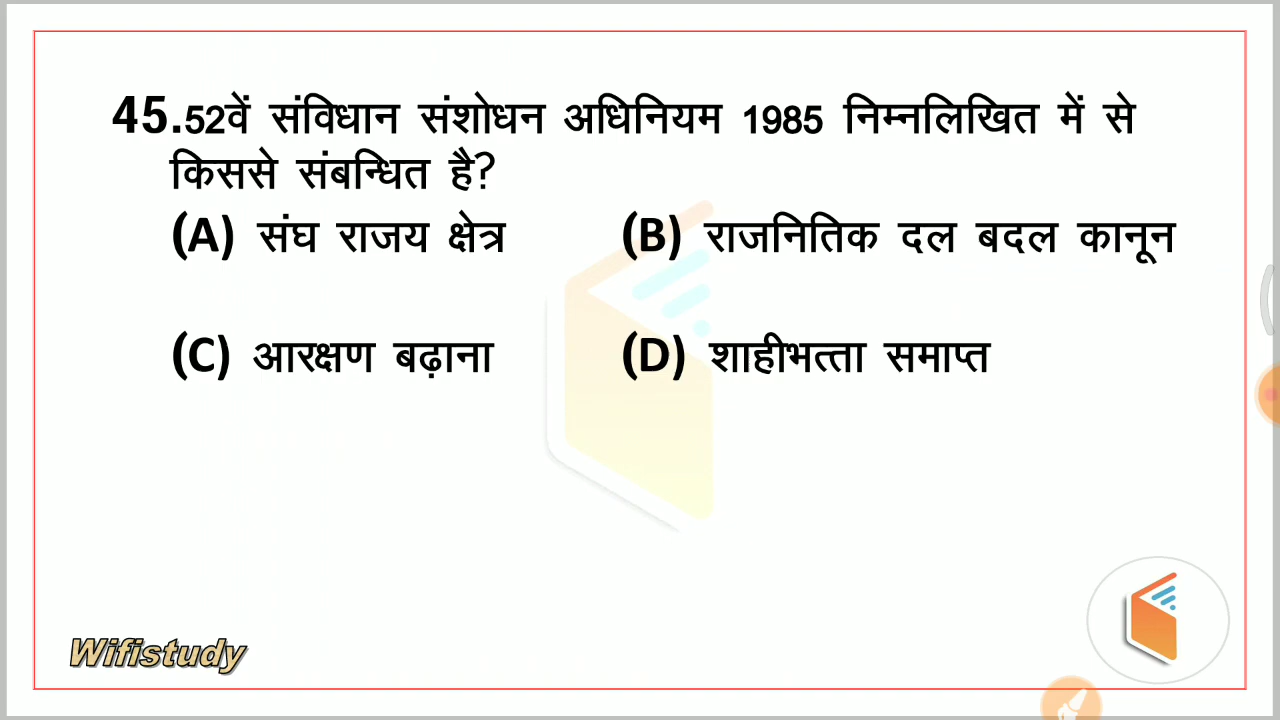 45.52वें संविधान संशोधन अधिनियम 1985 निम्नलिखित में से
किससे संबन्धित है?
(A) संघ राजय क्षेत्र (B) राजनितिक दल बदल कानून
(C) आरक्षण बढ़ाना (D) शाहीभत्ता समाप्त
Wifistudy